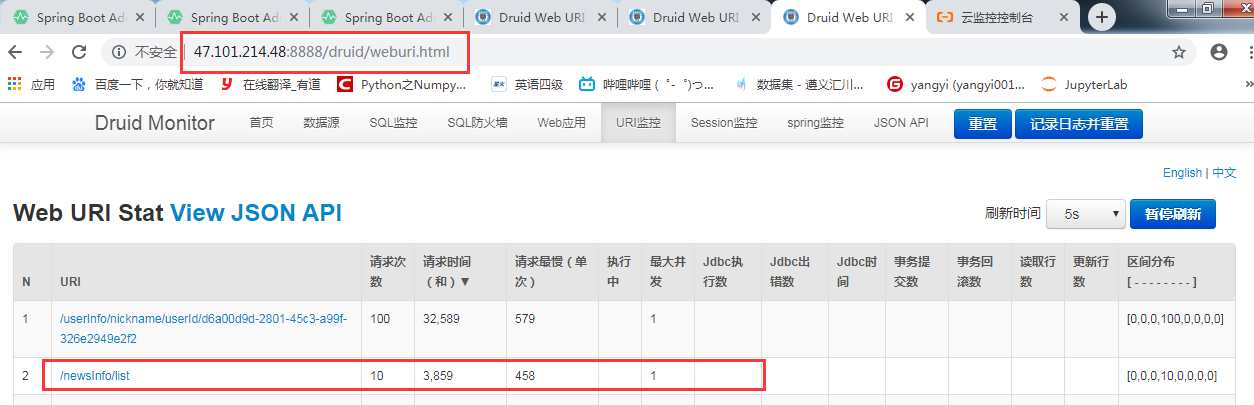 Spring Boot Ad
Spring Boot Ad
Spring Boot Ad
Druid Web URI
Druid Web URI
Druid Web URI
云监控控制台
不安全 | 47.101.214.48:8888/druid/weburi.html
应用
百度一下，你就知道
在线翻译_有道
Python之Numpy...
英语四级
哔哩哔哩 ( ゜- ゜)つ...
数据集 - 遵义汇川...
yangyi (yangyi001...
JupyterLab
»
Druid Monitor
首页
数据源
SQL监控
SQL防火墙
Web应用
URI监控
Session监控
spring监控
JSON API
重置
记录日志并重置
English | 中文
Web URI Stat View JSON API
刷新时间
5s
暂停刷新
N
URI
请求次
数
请求时间
（和）▼
请求最慢（单
次）
执行
中
最大并
发
Jdbc执
行数
Jdbc出
错数
Jdbc时
间
事务提
交数
事务回
滚数
读取行
数
更新行
数
区间分布
[ - - - - - - - - ]
1
/userInfo/nickname/userId/d6a00d9d-2801-45c3-a99f-
326e2949e2f2
100
32,589
579
1
[0,0,0,100,0,0,0,0]
2
/newsInfo/list
10
3,859
458
1
[0,0,0,10,0,0,0,0]